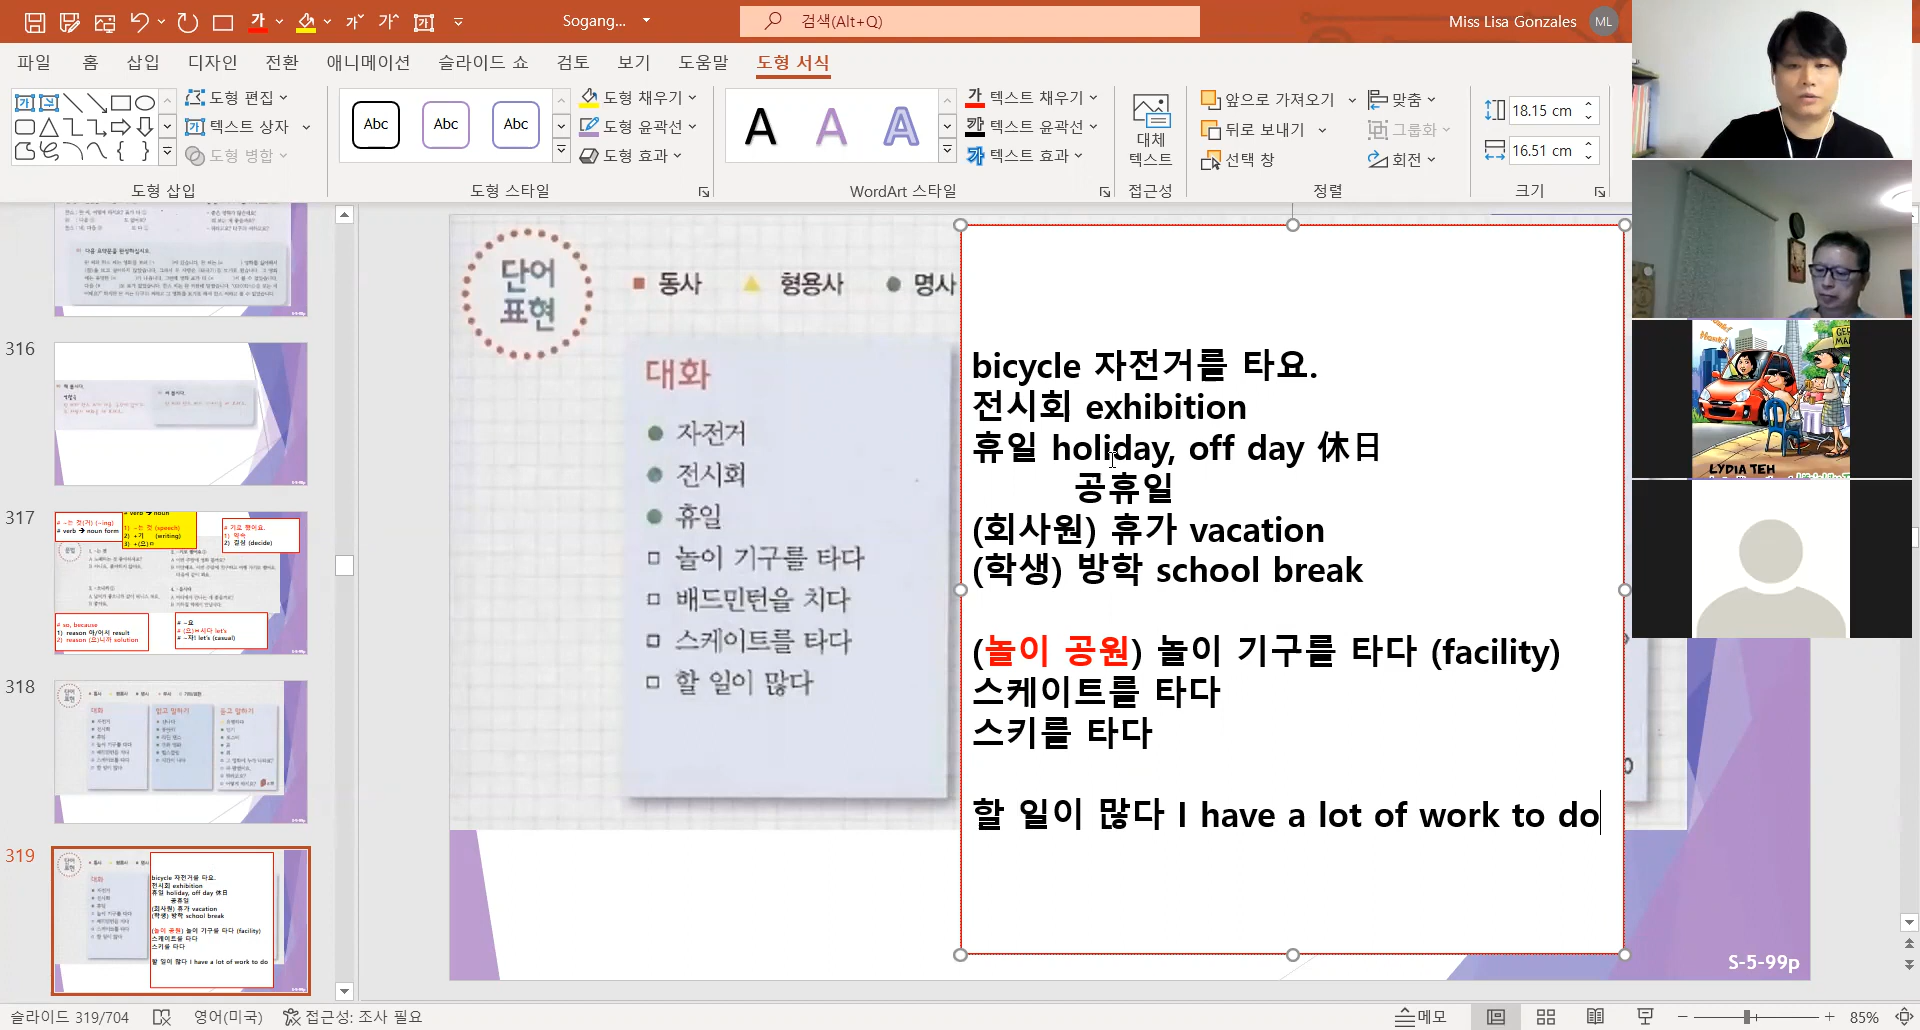 Sogang...
검색(Alt+Q)
Miss Lisa Gonzales
ML
파일 홈 삽입 디자인 전환 애니메이션 슬라이드 쇼 검토 보기 도움말 도형 서식
도형 편집
텍스트 상자
도형 병합
도형 삽입
Abc Abc Abc
도형 채우기
도형 윤곽선
도형 효과
도형 스타일
A A A
텍스트 채우기
텍스트 윤곽선
텍스트 효과
WordArt 스타일
대체
텍스트
접근성
앞으로 가져오기
뒤로 보내기
선택 창
맞춤
그룹화
회전
정렬
18.15 cm
16.51 cm
크기
316
317
318
319
단어
표현
동사 형용사 명사
대화
자전거
전시회
휴일
놀이 기구를 타다
배드민턴을 치다
스케이트를 타다
할 일이 많다
bicycle 자전거를 타요.
전시회 exhibition
휴일 holiday, off day 休日
공휴일
(회사원) 휴가 vacation
(학생) 방학 school break
(놀이 공원) 놀이 기구를 타다 (facility)
스케이트를 타다
스키를 타다
할 일이 많다 I have a lot of work to do
S-5-99p
LYDIA TEH
슬라이드 319/704
영어(미국)
접근성: 조사 필요
메모
85%